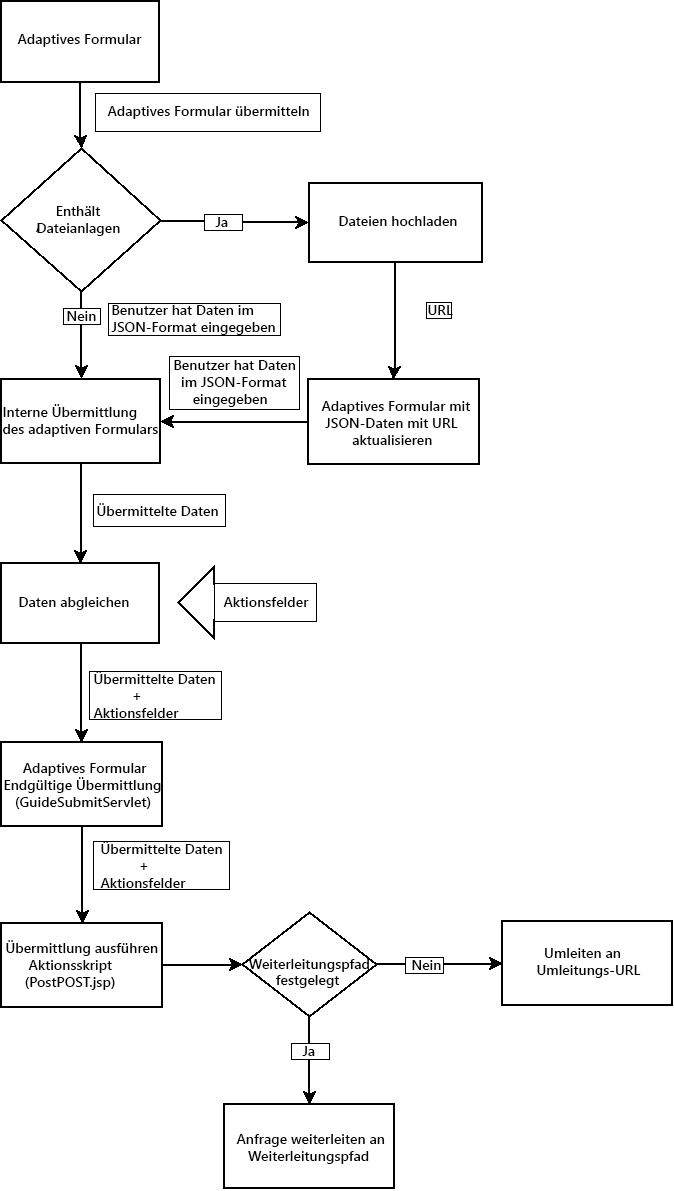 Adaptives Formular
Adaptives Formular übermitteln
Enthält
Dateianlagen
Ja
Dateien hochladen
Nein
Benutzer hat Daten im
JSON-Format eingegeben
URL
Benutzer hat Daten
im JSON-Format
eingegeben
Interne Übermittlung
des adaptiven Formulars
Adaptives Formular mit
JSON-Daten mit URL
aktualisieren
Übermittelte Daten
Daten abgleichen
Aktionsfelder
Übermittelte Daten
+
Aktionsfelder
Adaptives Formular
Endgültige Übermittlung
(GuideSubmitServlet)
Übermittelte Daten
+
Aktionsfelder
Übermittlung ausführen
Aktionsskript
(PostPOST.jsp)
Weiterleitungspfad
festgelegt
Nein
Umleiten an
Umleitungs-URL
Ja
Anfrage weiterleiten an
Weiterleitungspfad